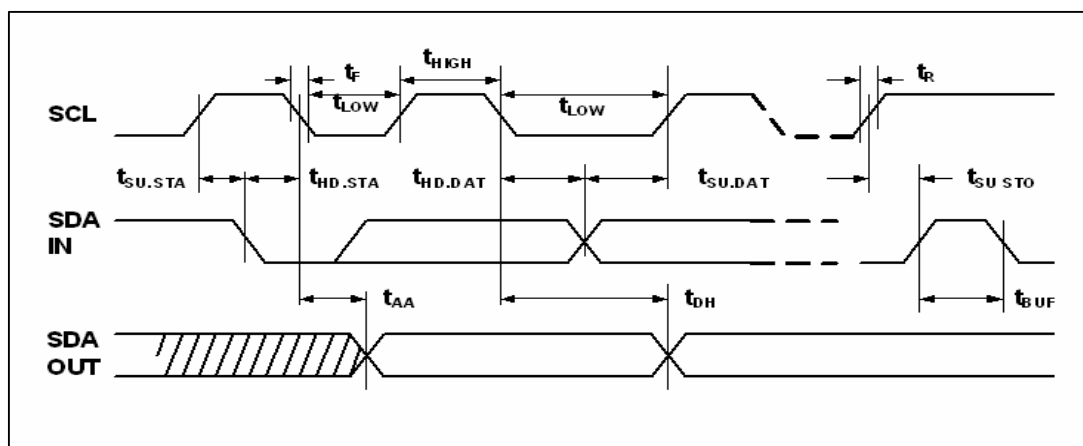 tF
tHIGH
tR
SCL
tLOW
tLOW
tSU.STA
tHD.STA
tHD.DAT
tSU.DAT
tSU STO
SDA
IN
tAA
tDH
tBUF
SDA
OUT